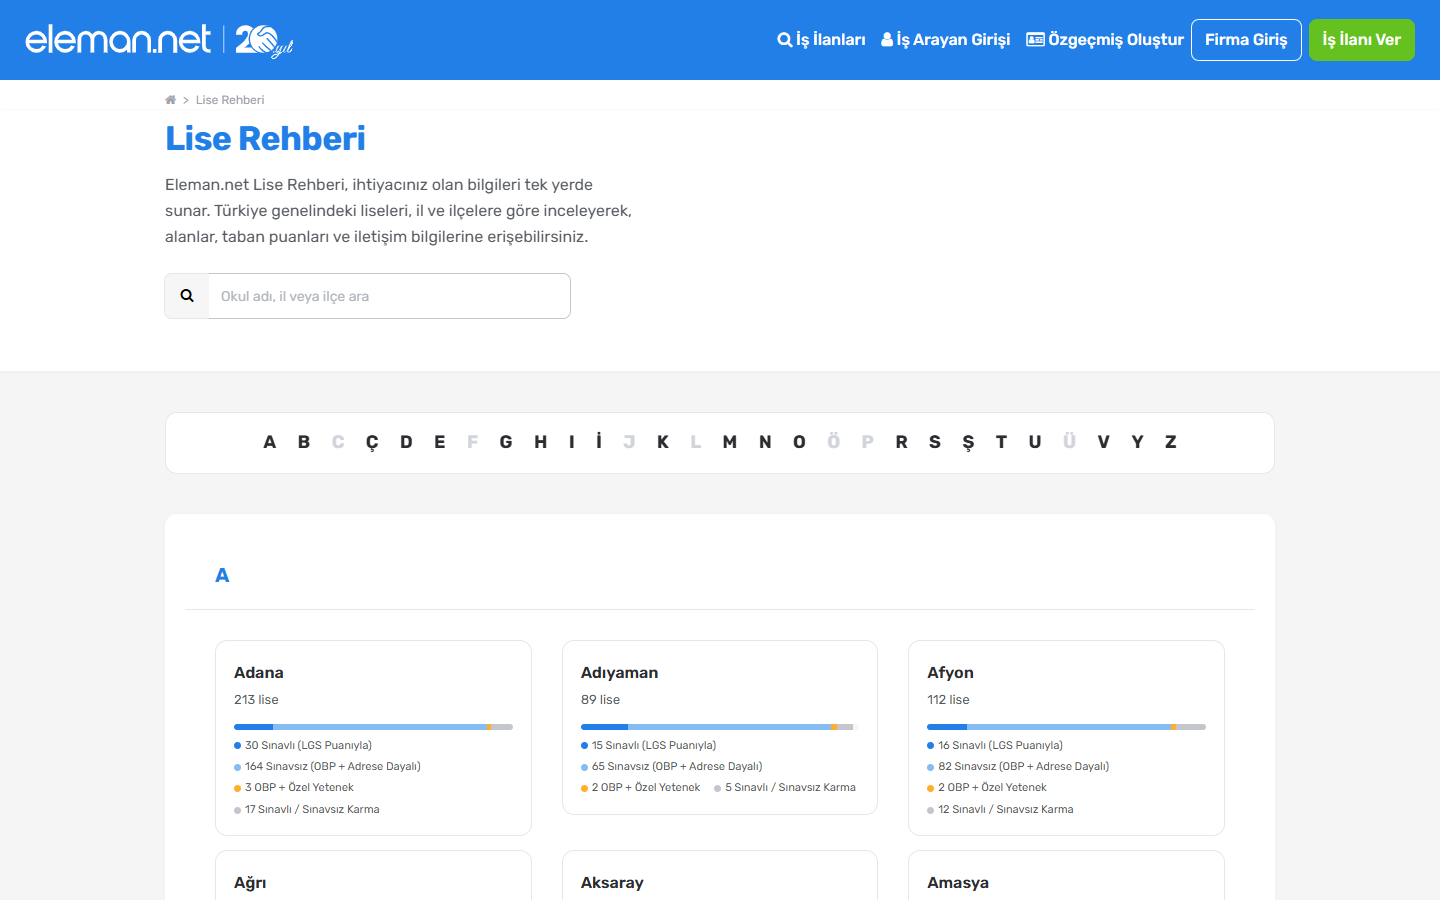 eleman.net 20 yıl
İş İlanları İş Arayan Girişi Özgeçmiş Oluştur Firma Giriş İş İlanı Ver
> Lise Rehberi
Lise Rehberi
Eleman.net Lise Rehberi, ihtiyacınız olan bilgileri tek yerde
sunar. Türkiye genelindeki liseleri, il ve ilçelere göre inceleyerek,
alanlar, taban puanları ve iletişim bilgilerine erişebilirsiniz.
Okul adı, il veya ilçe ara
A B C Ç D E F G H I İ J K L M N O Ö P R S Ş T U Ü V Y Z
A
Adana
213 lise
30 Sınavlı (LGS Puanıyla)
164 Sınavsız (OBP + Adrese Dayalı)
3 OBP + Özel Yetenek
17 Sınavlı / Sınavsız Karma
Adıyaman
89 lise
15 Sınavlı (LGS Puanıyla)
65 Sınavsız (OBP + Adrese Dayalı)
2 OBP + Özel Yetenek 5 Sınavlı / Sınavsız Karma
Afyon
112 lise
16 Sınavlı (LGS Puanıyla)
82 Sınavsız (OBP + Adrese Dayalı)
2 OBP + Özel Yetenek
12 Sınavlı / Sınavsız Karma
Ağrı
Aksaray
Amasya